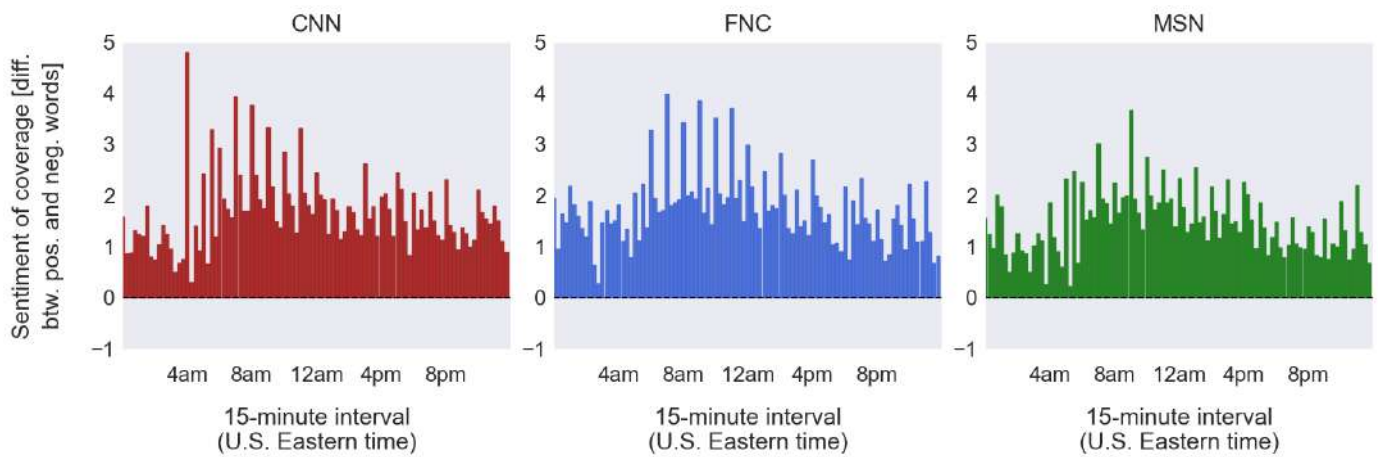 CNN
FNC
MSN
Sentiment of coverage [diff.
btw. pos. and neg. words]
5
4
3
2
1
0
−1
5
4
3
2
1
0
−1
5
4
3
2
1
0
−1
4am 8am 12am 4pm 8pm
4am 8am 12am 4pm 8pm
4am 8am 12am 4pm 8pm
15-minute interval
(U.S. Eastern time)
15-minute interval
(U.S. Eastern time)
15-minute interval
(U.S. Eastern time)